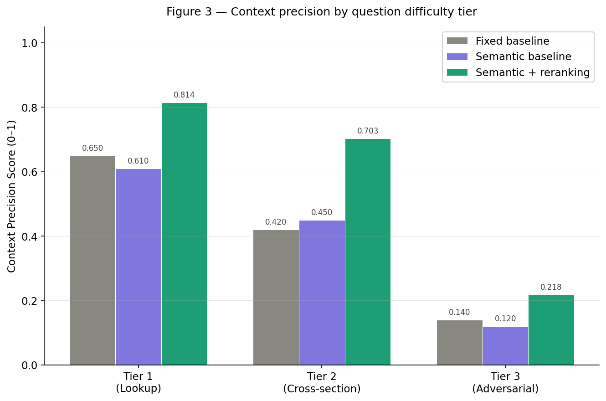 Figure 3 — Context precision by question difficulty tier
Context Precision Score (0–1)
1.0
0.8
0.6
0.4
0.2
0.0
Fixed baseline
Semantic baseline
Semantic + reranking
0.650
0.610
0.814
0.420
0.450
0.703
0.140
0.120
0.218
Tier 1
(Lookup)
Tier 2
(Cross-section)
Tier 3
(Adversarial)